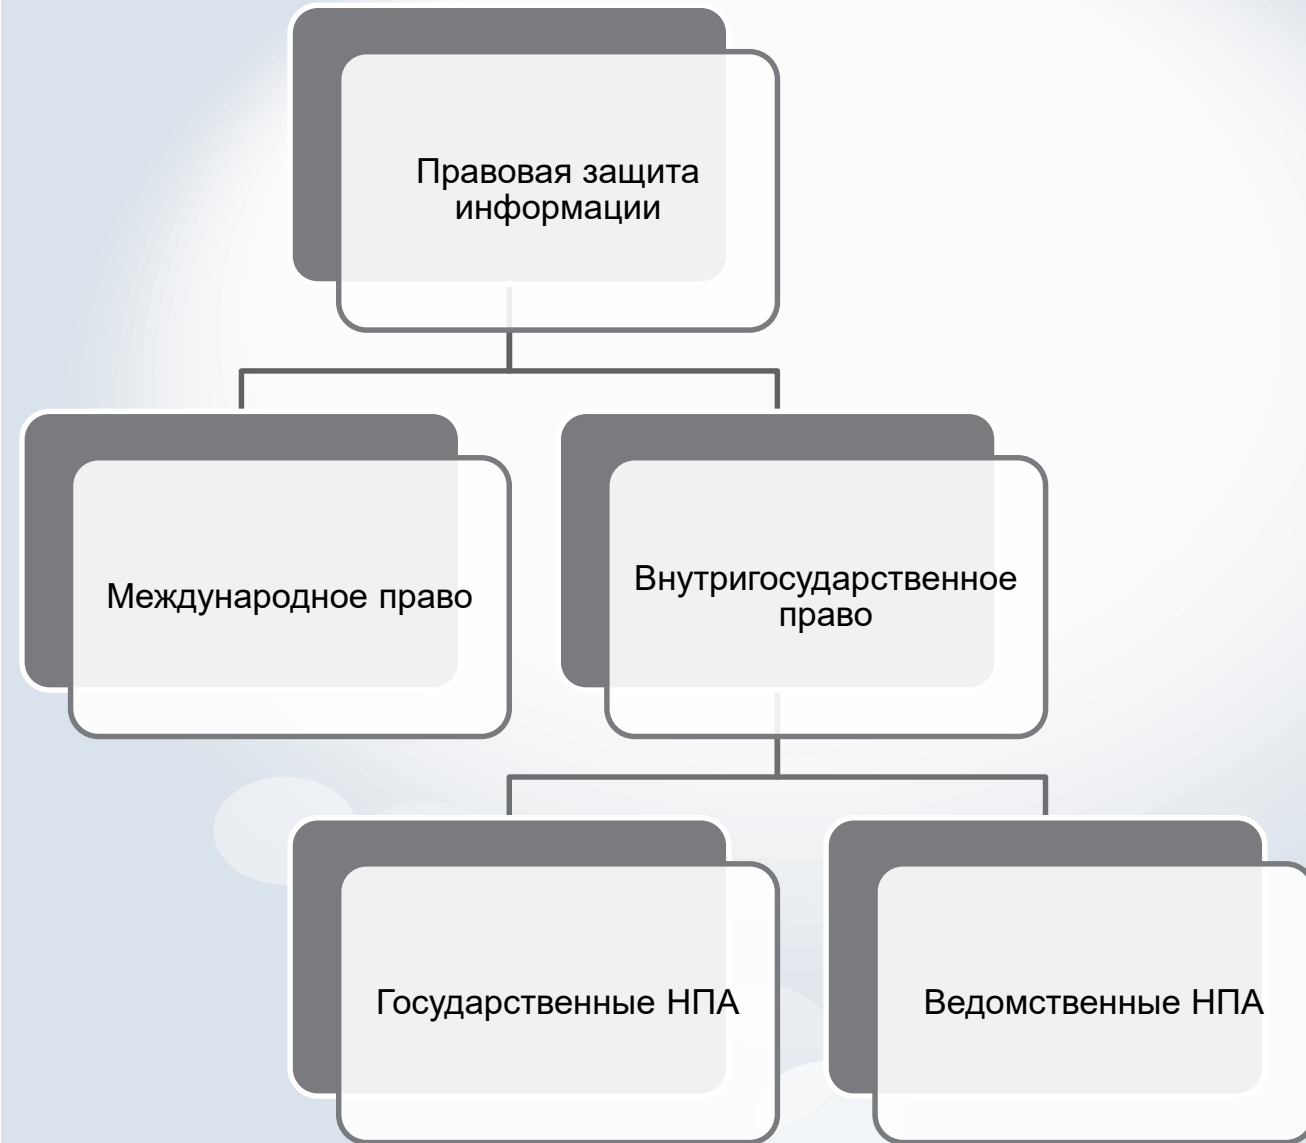 Правовая защита
информации
Международное право
Внутригосударственное
право
Государственные НПА
Ведомственные НПА